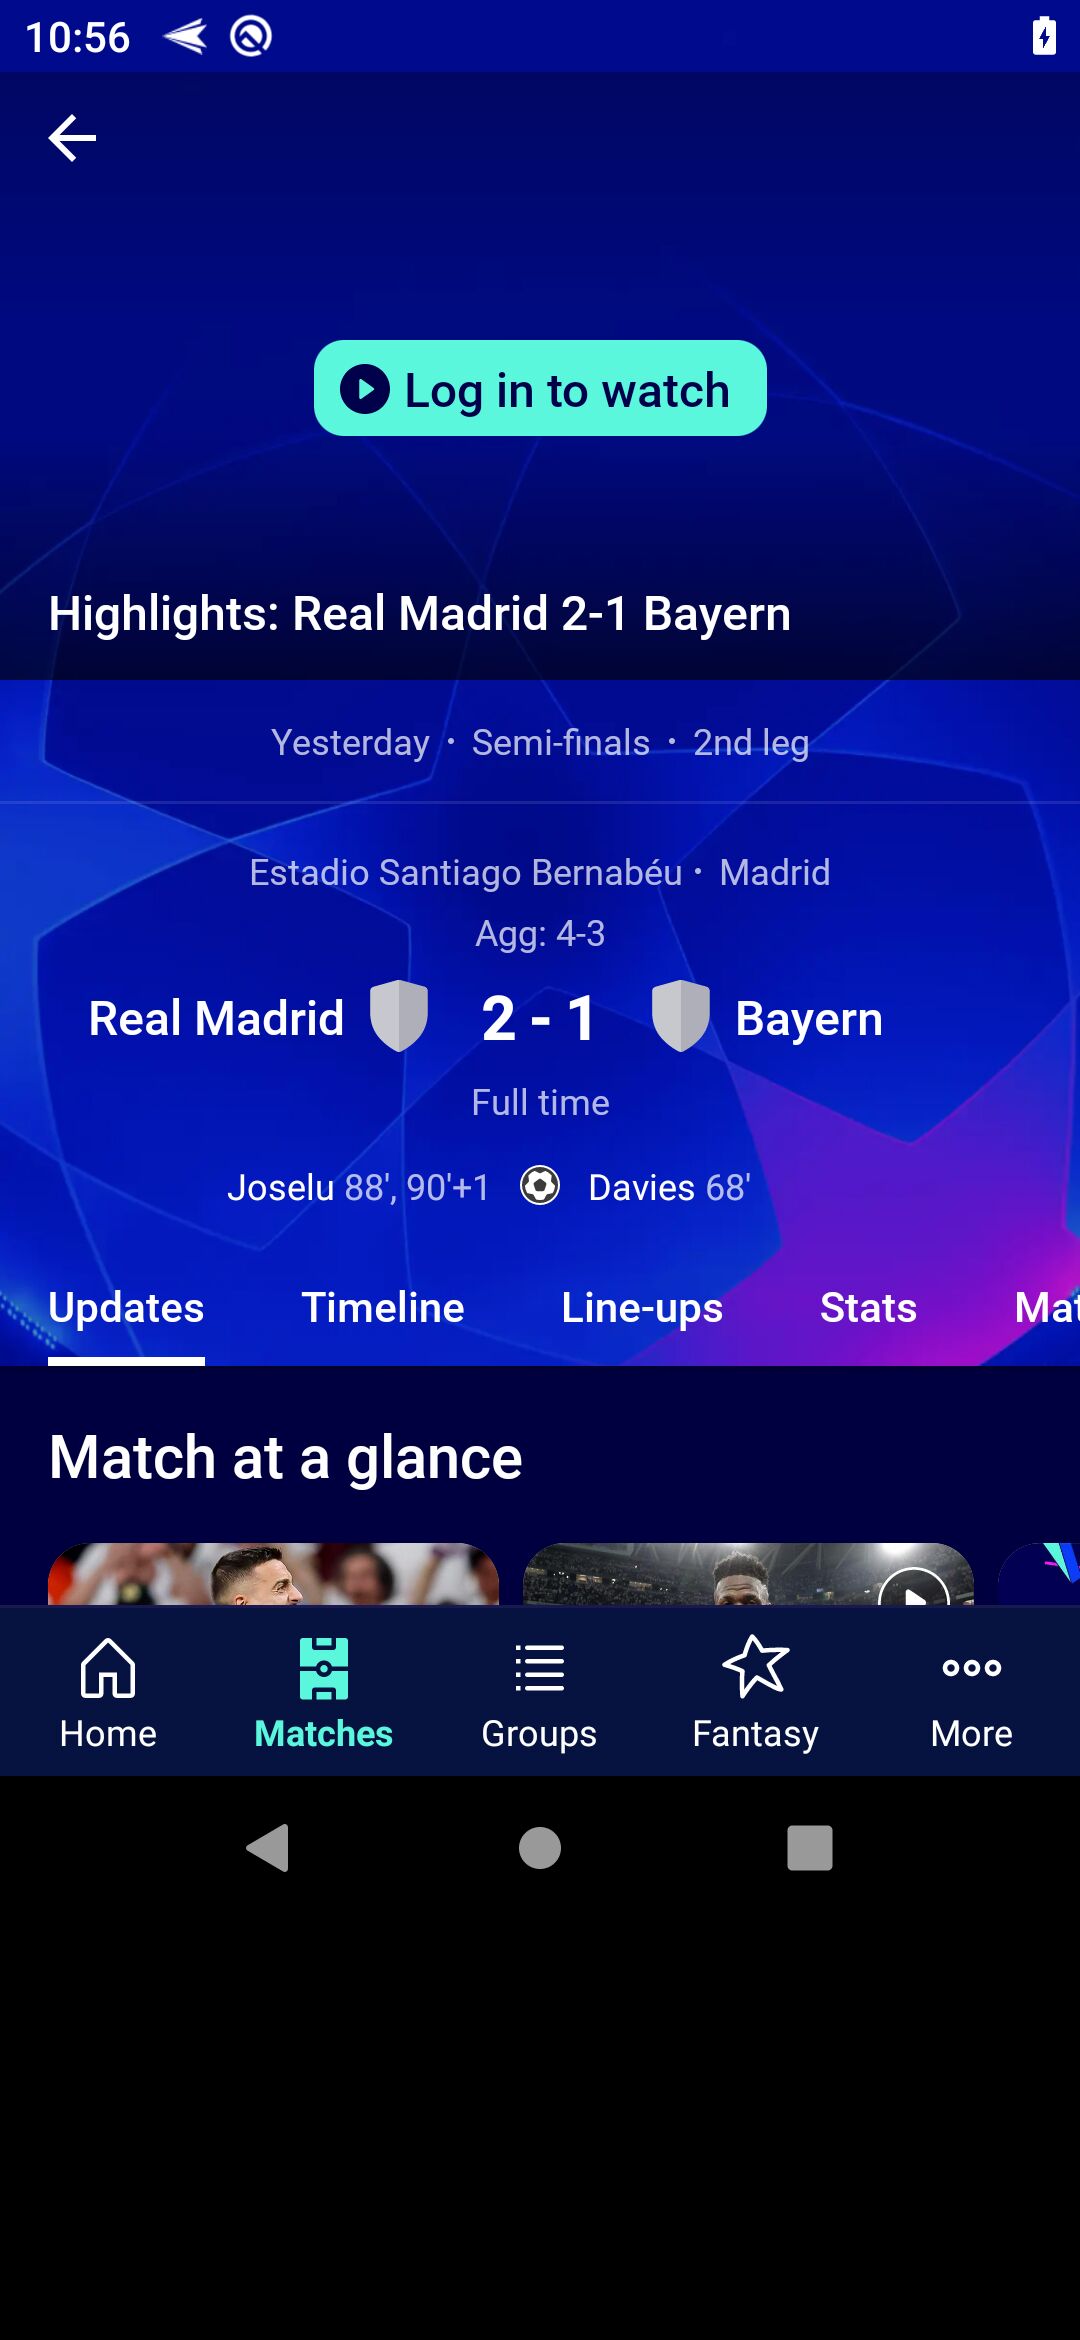 10:56
Log in to watch
Highlights: Real Madrid 2-1 Bayern
Yesterday • Semi-finals • 2nd leg
Estadio Santiago Bernabéu • Madrid
Agg: 4-3
Real Madrid 2 - 1 Bayern
Full time
Joselu 88', 90'+1 Davies 68'
Updates Timeline Line-ups Stats Mat
Match at a glance
Home Matches Groups Fantasy More